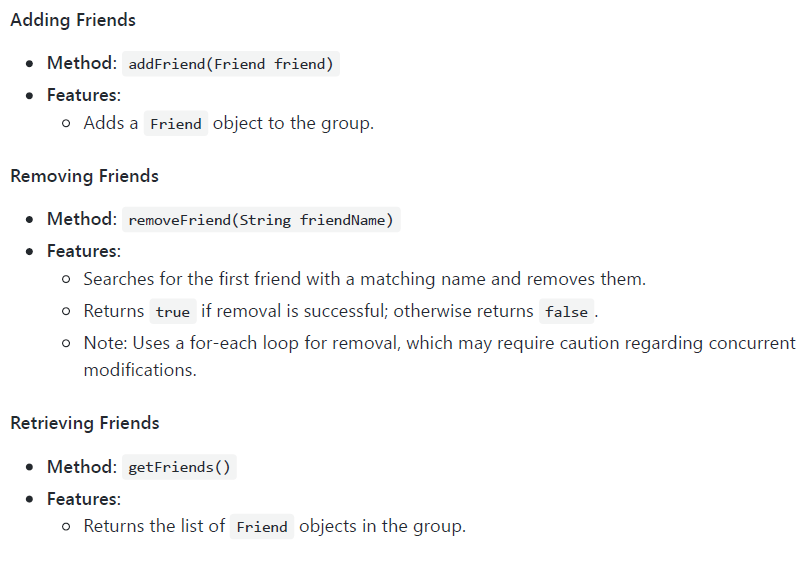 Adding Friends
Method: addFriend(Friend friend)
Features:
Adds a Friend object to the group.
Removing Friends
Method: removeFriend(String friendName)
Features:
Searches for the first friend with a matching name and removes them.
Returns true if removal is successful; otherwise returns false.
Note: Uses a for-each loop for removal, which may require caution regarding concurrent
modifications.
Retrieving Friends
Method: getFriends()
Features:
Returns the list of Friend objects in the group.